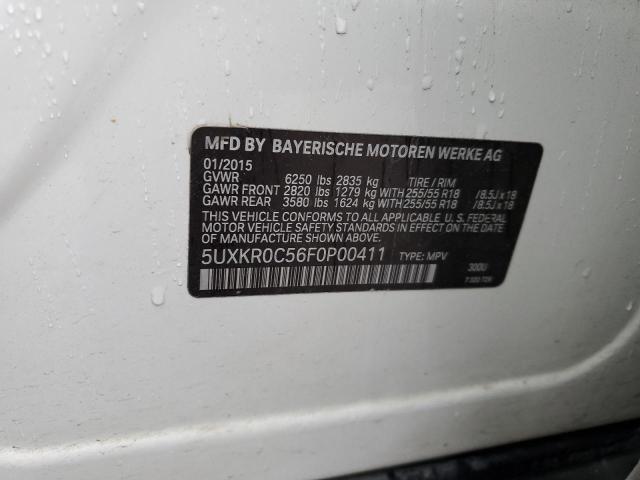 MFD BY BAYERISCHE MOTOREN WERKE AG
01/2015
GVWR 6250 lbs 2835 kg TIRE / RIM
GAWR FRONT 2820 lbs 1279 kg WITH 255/55 R18 /8.5J x 18
GAWR REAR 3580 lbs 1624 kg WITH 255/55 R18 /8.5J x 18
THIS VEHICLE CONFORMS TO ALL APPLICABLE U.S. FEDERAL
SAFETY STANDARDS IN EFFECT ON THE
DATE OF MANUFACTURE SHOWN ABOVE.
5UXKR0C56F0P00411 TYPE: MPV 300U